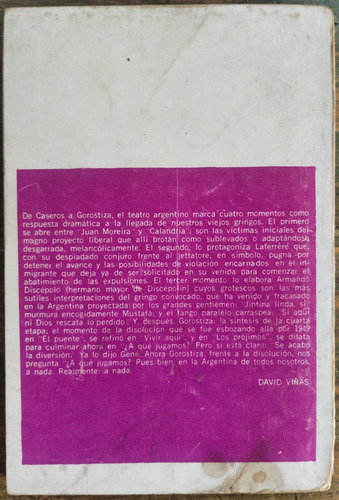 De Caseros a Gorostiza, el teatro argentino marca cuatro momentos como
respuesta dramática a la llegada de nuestros viejos gringos. El primero
se abre entre "Juan Moreira" y "Calandria": son las víctimas iniciales del
magno proyecto liberal que allí brotan como sublevados o adaptándose,
desgarrada, melancólicamente. El segundo, lo protagoniza Laferrère que,
con su despiadado conjunto frente al jettatore, en símbolo, pugna por
detener el avance y las posibilidades de violación encarnados en el in-
migrante que deja ya de ser solicitado en su venida para comenzar el
abatimiento de las expulsiones. El tercer momento lo elabora Armando
Discépolo (hermano mayor de Discepolín) cuyos grotescos son las más
sutiles interpretaciones del gringo convocado, que ha venido y fracasado
en la Argentina proyectada por los grandes gentlemen: "Jintina linda, sí",
murmura encogidamente Mustafá; y el tango paralelo carraspea: "Si aquí
ni Dios rescata lo perdido." Y, después, Gorostiza: la síntesis de la cuarta
etapa; el momento de la disolución que se fue esbozando allá por 1949
en "El puente", se refinó en "Vivir aquí", y en "Los prójimos", se dilata
para culminar ahora en "¿A qué jugamos?" Pero si está claro: Se acabó
la diversión. Ya lo dijo Gené. Ahora Gorostiza, frente a la disolución, nos
pregunta "¿A qué jugamos?" Pues bien, en la Argentina de todos nosotros,
a nada. Realmente: a nada.
DAVID VIÑAS